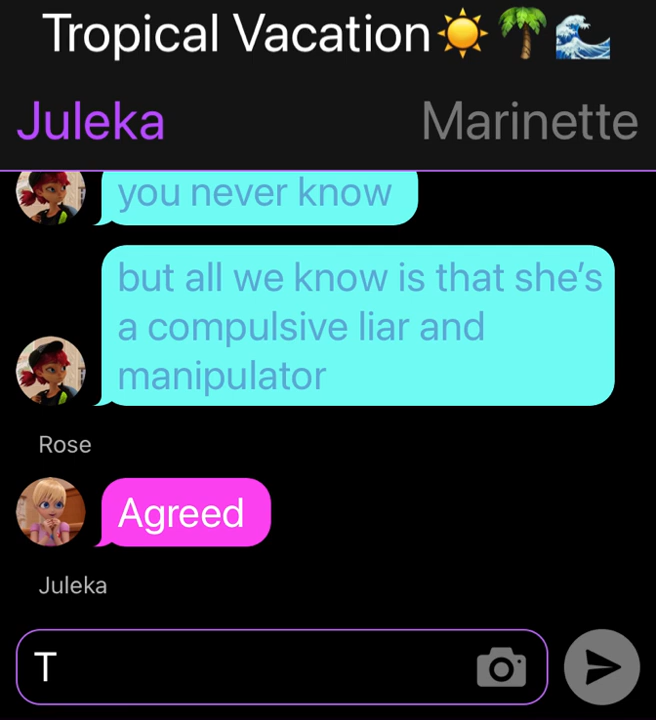 Tropical Vacation☀️🌴🌊
Juleka
Marinette
you never know
but all we know is that she’s
a compulsive liar and
manipulator
Rose
Agreed
Juleka
T